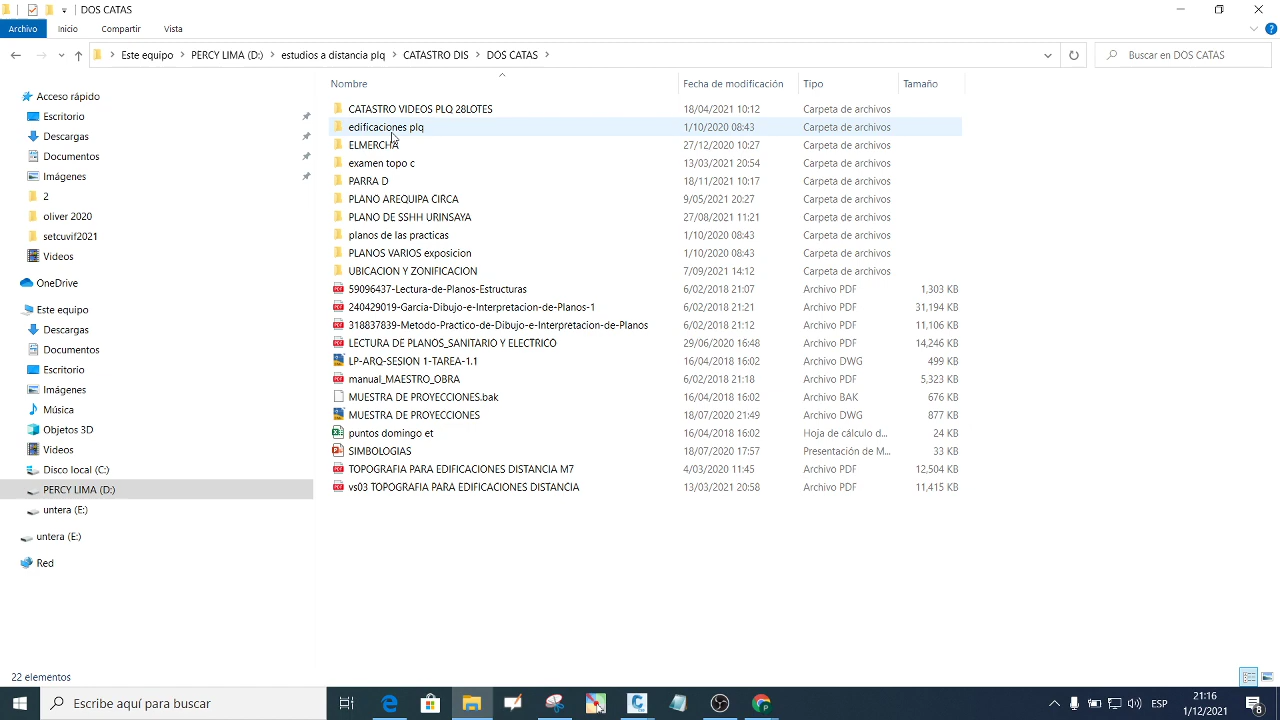 DOS CATAS
Archivo Inicio Compartir Vista
Este equipo PERCY LIMA (D:) estudios a distancia plq CATASTRO DIS DOS CATAS
Buscar en DOS CATAS
Nombre Fecha de modificación Tipo Tamaño
Acceso rápido
Escritorio
Descargas
Documentos
Imágenes
2
oliver 2020
setcuvif2021
Videos
OneDrive
Este equipo
Descargas
Documentos
Escritorio
Imágenes
Música
Objetos 3D
Videos
Disco local (C:)
PERCY LIMA (D:)
untera (E:)
untera (E:)
Red
CATASTRO VIDEOS PLQ 28LOTES 18/04/2021 10:12 Carpeta de archivos
edificaciones plq 1/10/2020 08:43 Carpeta de archivos
ELMERCHA 27/12/2020 10:27 Carpeta de archivos
examen topo c 13/03/2021 20:54 Carpeta de archivos
PARRA D 18/11/2021 10:17 Carpeta de archivos
PLANO AREQUIPA CIRCA 9/05/2021 20:27 Carpeta de archivos
PLANO DE SSHH URINSAYA 27/08/2021 11:21 Carpeta de archivos
planos de las practicas 1/10/2020 08:43 Carpeta de archivos
PLANOS VARIOS exposicion 1/10/2020 08:43 Carpeta de archivos
UBICACION Y ZONIFICACION 7/09/2021 14:12 Carpeta de archivos
59096437-Lectura-de-Planos-Estructuras 6/02/2018 21:07 Archivo PDF 1,303 KB
240429019-Garcia-Dibujo-e-Interpretacion-de-Planos-1 6/02/2018 21:21 Archivo PDF 31,194 KB
318837839-Metodo-Practico-de-Dibujo-e-Interpretacion-de-Planos 6/02/2018 21:12 Archivo PDF 11,106 KB
LECTURA DE PLANOS_SANITARIO Y ELECTRICO 29/06/2020 16:48 Archivo PDF 14,246 KB
LP-ARQ-SESION 1-TAREA-1.1 16/04/2018 16:02 Archivo DWG 499 KB
manual_MAESTRO_OBRA 6/02/2018 21:18 Archivo PDF 5,323 KB
MUESTRA DE PROYECCIONES.bak 16/04/2018 16:02 Archivo BAK 676 KB
MUESTRA DE PROYECCIONES 18/07/2020 21:49 Archivo DWG 877 KB
puntos domingo et 16/04/2018 16:02 Hoja de cálculo d... 24 KB
SIMBOLOGIAS 18/07/2020 17:57 Presentación de M... 33 KB
TOPOGRAFIA PARA EDIFICACIONES DISTANCIA M7 4/03/2020 11:45 Archivo PDF 12,504 KB
vs03 TOPOGRAFIA PARA EDIFICACIONES DISTANCIA 13/03/2021 20:58 Archivo PDF 11,415 KB
22 elementos
Escribe aquí para buscar
ESP
21:16
1/12/2021
8